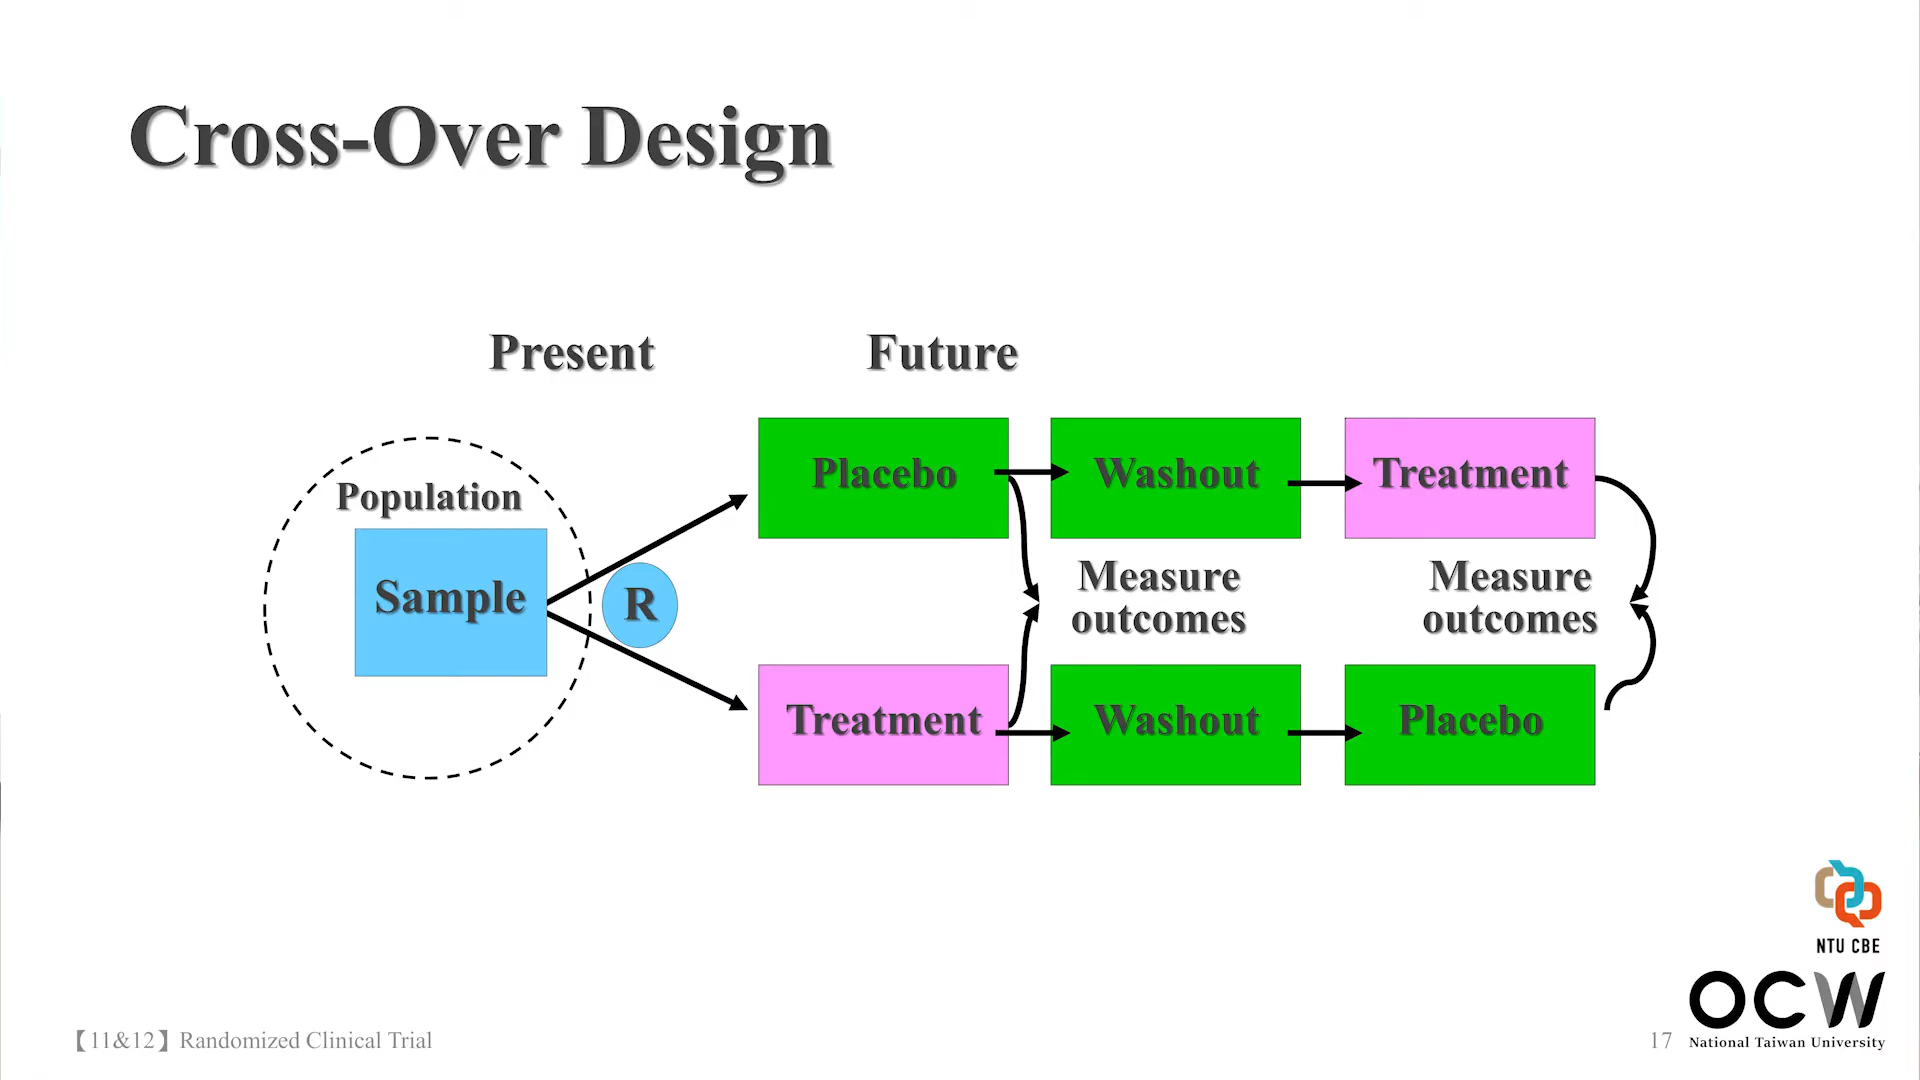 Cross-Over Design
Present
Future
Population
Sample
R
Placebo
Washout
Treatment
Measure
outcomes
Measure
outcomes
Treatment
Washout
Placebo
NTU CBE
OCW
National Taiwan University
【11&12】Randomized Clinical Trial
17